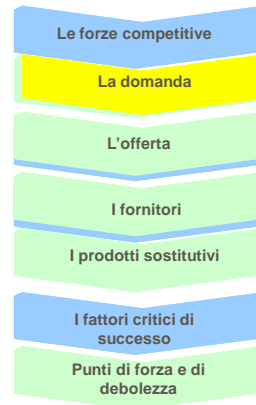 Le forze competitive
La domanda
L'offerta
I fornitori
I prodotti sostitutivi
I fattori critici di
successo
Punti di forza e di
debolezza